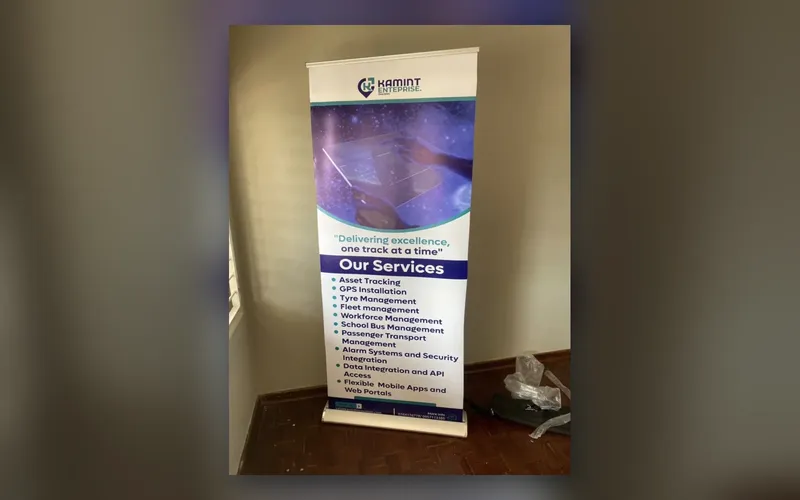 KAMINT
ENTEPRISE.
"Delivering excellence,
one track at a time"
Our Services
Asset Tracking
GPS Installation
Tyre Management
Fleet management
Workforce Management
School Bus Management
Passenger Transport
Management
Alarm Systems and Security
Integration
Data Integration and API
Access
Flexible Mobile Apps and
Web Portals